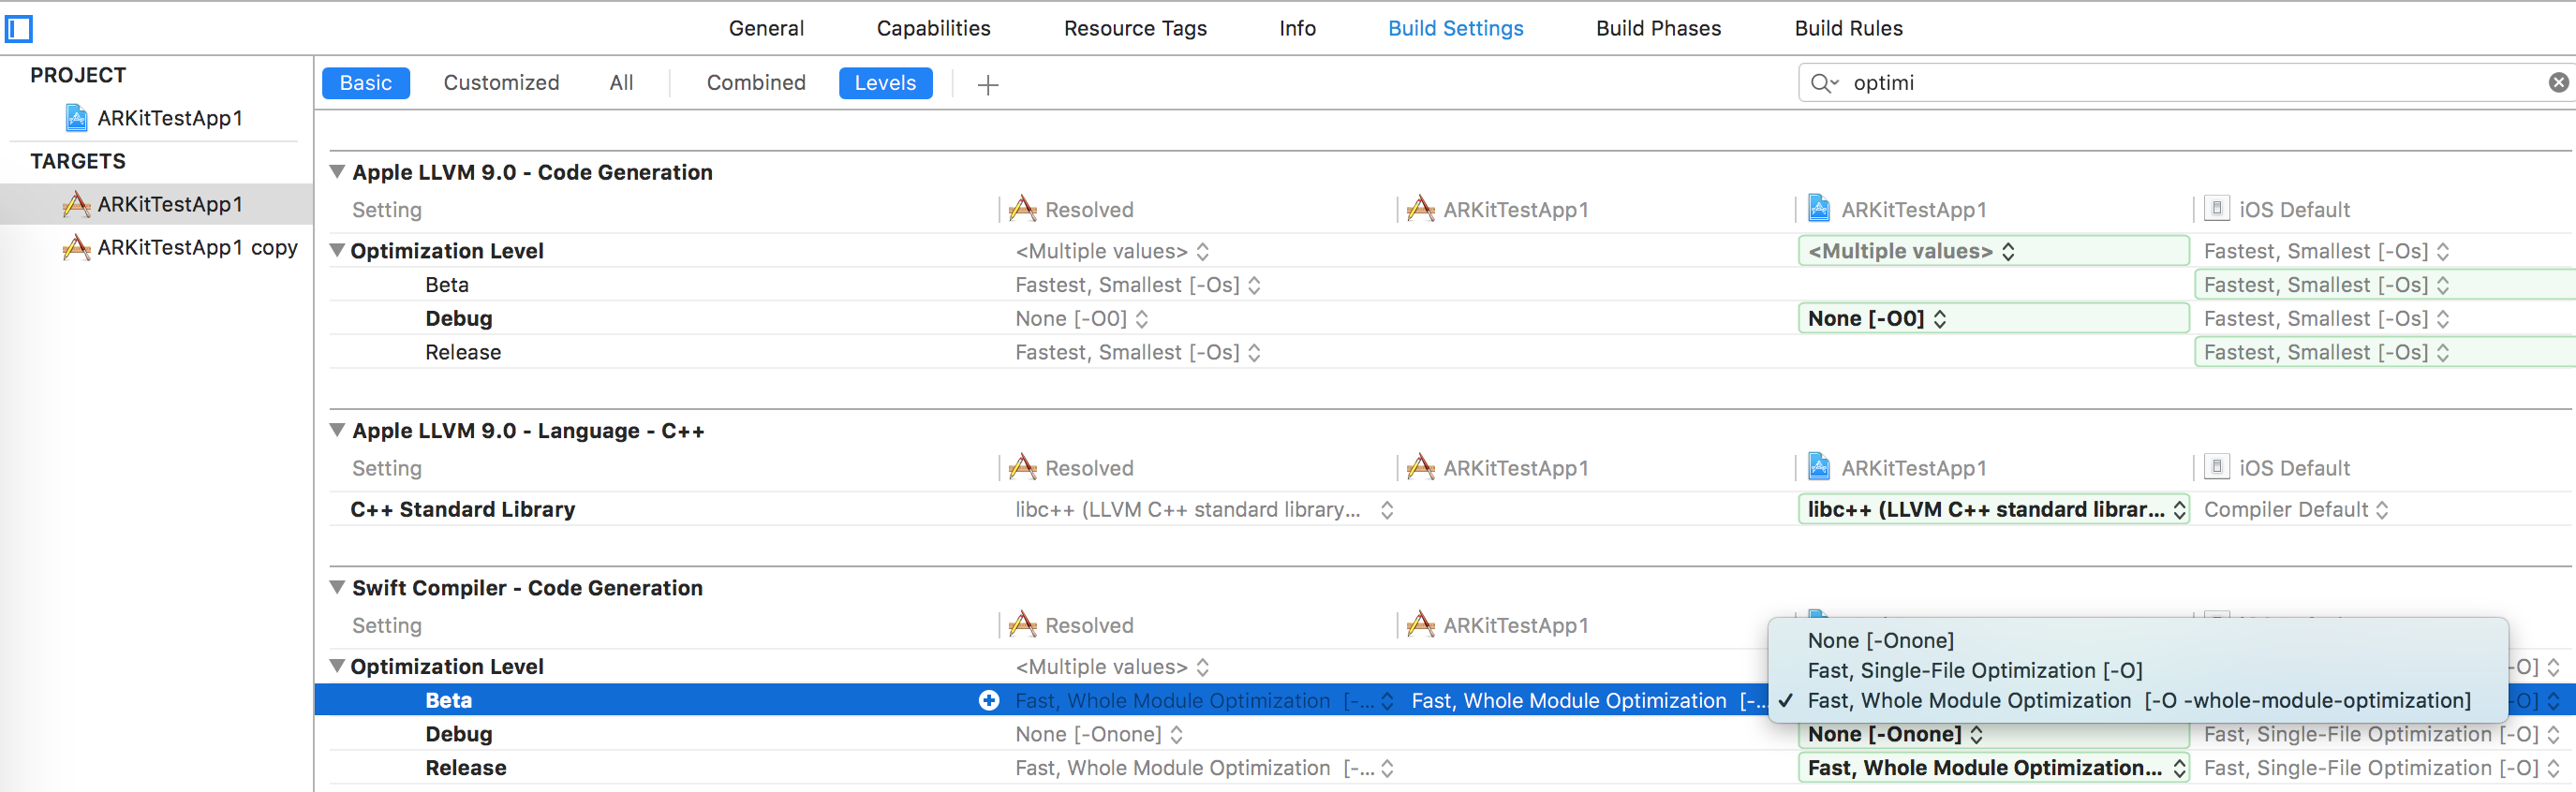 General Capabilities Resource Tags Info Build Settings Build Phases Build Rules
PROJECT
ARKitTestApp1
TARGETS
ARKitTestApp1
ARKitTestApp1 copy
Basic Customized All Combined Levels + optimi
Apple LLVM 9.0 - Code Generation
Setting Resolved ARKitTestApp1 ARKitTestApp1 iOS Default
Optimization Level <Multiple values> <Multiple values> Fastest, Smallest [-Os]
Beta Fastest, Smallest [-Os] Fastest, Smallest [-Os]
Debug None [-O0] None [-O0] Fastest, Smallest [-Os]
Release Fastest, Smallest [-Os] Fastest, Smallest [-Os]
Apple LLVM 9.0 - Language - C++
Setting Resolved ARKitTestApp1 ARKitTestApp1 iOS Default
C++ Standard Library libc++ (LLVM C++ standard library... libc++ (LLVM C++ standard librar... Compiler Default
Swift Compiler - Code Generation
Setting Resolved ARKitTestApp1
None [-Onone]
Fast, Single-File Optimization [-O]
Optimization Level <Multiple values> -O]
Beta Fast, Whole Module Optimization [-... Fast, Whole Module Optimization [-... ✓ Fast, Whole Module Optimization [-O -whole-module-optimization] -O]
Debug None [-Onone] None [-Onone] Fast, Single-File Optimization [-O]
Release Fast, Whole Module Optimization [-... Fast, Whole Module Optimization... Fast, Single-File Optimization [-O]